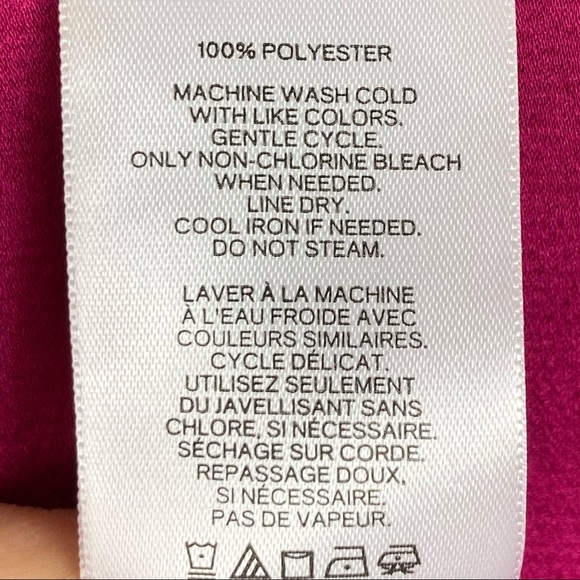 100% POLYESTER
MACHINE WASH COLD
WITH LIKE COLORS.
GENTLE CYCLE.
ONLY NON-CHLORINE BLEACH
WHEN NEEDED.
LINE DRY.
COOL IRON IF NEEDED.
DO NOT STEAM.
LAVER À LA MACHINE
À L'EAU FROIDE AVEC
COULEURS SIMILAIRES.
CYCLE DÉLICAT.
UTILISEZ SEULEMENT
DU JAVELLISANT SANS
CHLORE, SI NÉCESSAIRE.
SÉCHAGE SUR CORDE.
REPASSAGE DOUX,
SI NÉCESSAIRE.
PAS DE VAPEUR.